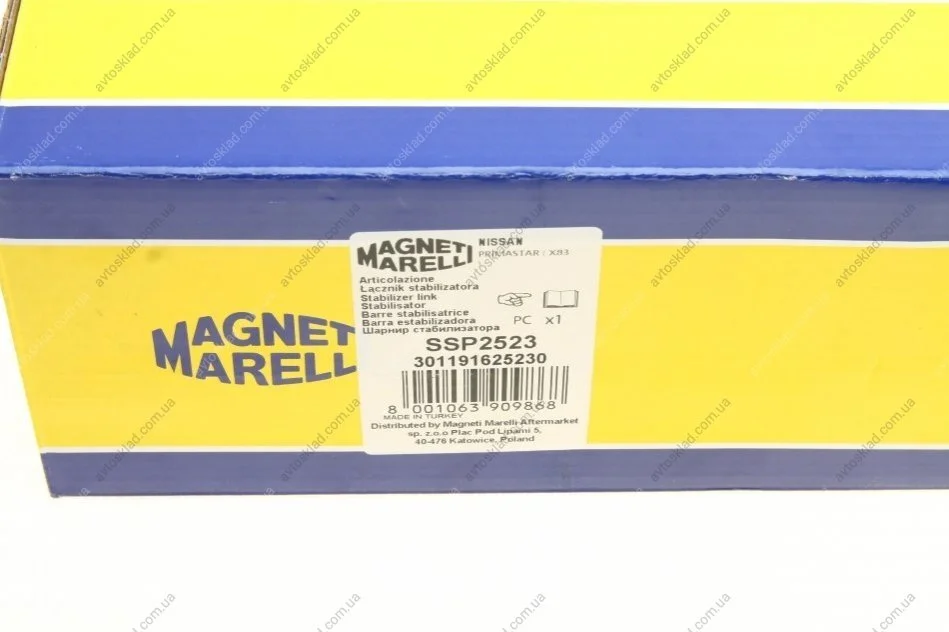 MAGNETI
MARELLI
NISSAN
PRIMASTAR : X83
Articolazione
Łącznik stabilizatora
Stabilizer link
Stabilisator
Barre stabilisatrice
Barra estabilizadora
Шарнир стабилизатора
PC x1
SSP2523
301191625230
8 001063 909868
MADE IN TURKEY
Distributed by Magneti Marelli Aftermarket
sp. z.o.o Plac Pod Lipami 5,
40-476 Katowice, Poland
MAGNET
MARELL
avtosklad.com.ua